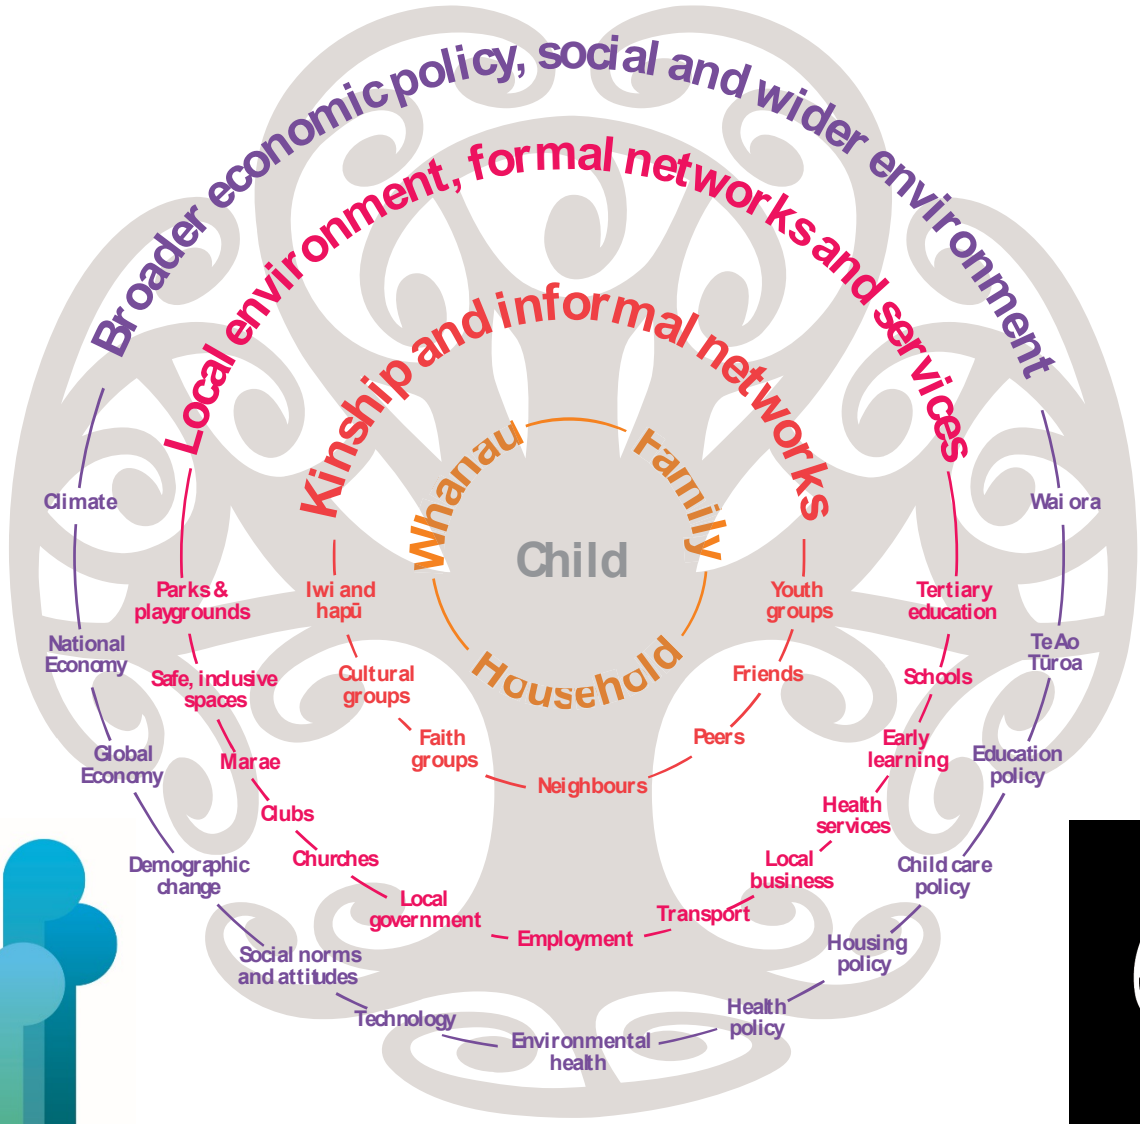 Broader economic policy, social and wider environment
Local environment, formal networks and services
Kinship and informal networks
Whanau
Family
Child
Household
Climate
National
Economy
Global
Economy
Demographic
change
Social norms
and attitudes
Technology
Environmental
health
Health
policy
Housing
policy
Child care
policy
Education
policy
Te Ao
Tūroa
Wai ora
Parks &
playgrounds
Safe, inclusive
spaces
Marae
Clubs
Churches
Local
government
Employment
Transport
Local
business
Health
services
Early
learning
Schools
Tertiary
education
Iwi and
hapū
Cultural
groups
Faith
groups
Neighbours
Peers
Friends
Youth
groups